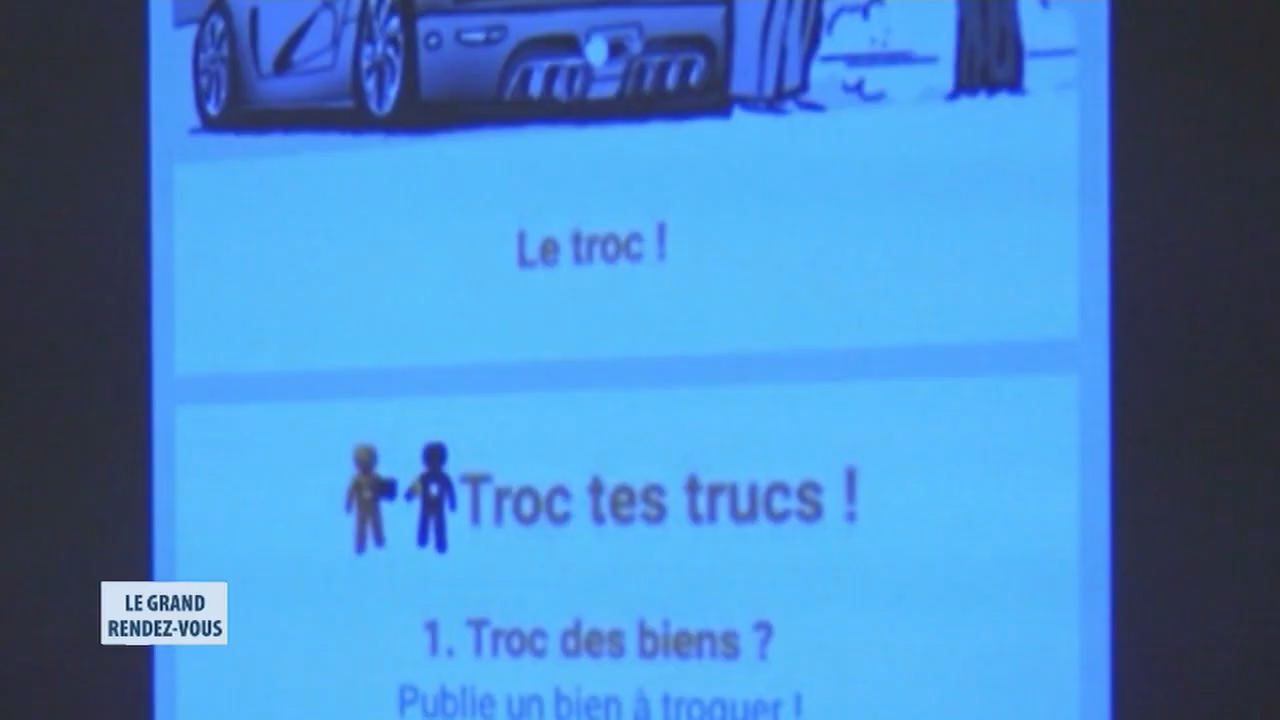 Le troc !
Troc tes trucs !
LE GRAND
RENDEZ-VOUS
1. Troc des biens ?
Publie un bien à troquer !